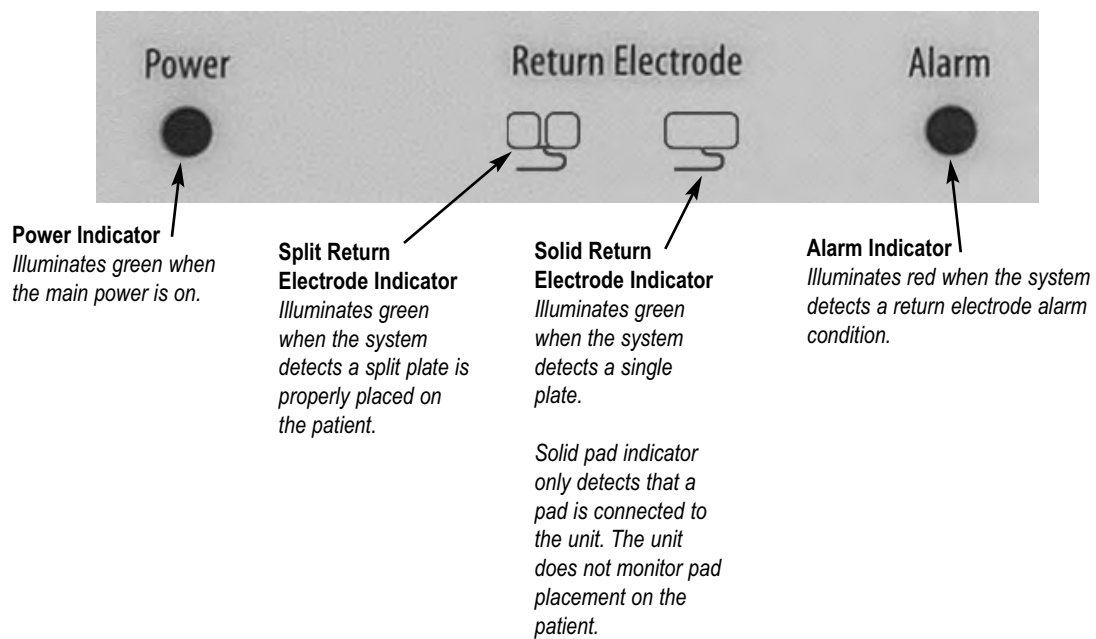 Power
Return Electrode
Alarm
Power Indicator
Illuminates green when
the main power is on.
Split Return
Electrode Indicator
Illuminates green
when the system
detects a split plate is
properly placed on
the patient.
Solid Return
Electrode Indicator
Illuminates green
when the system
detects a single
plate.
Solid pad indicator
only detects that a
pad is connected to
the unit. The unit
does not monitor pad
placement on the
patient.
Alarm Indicator
Illuminates red when the system
detects a return electrode alarm
condition.